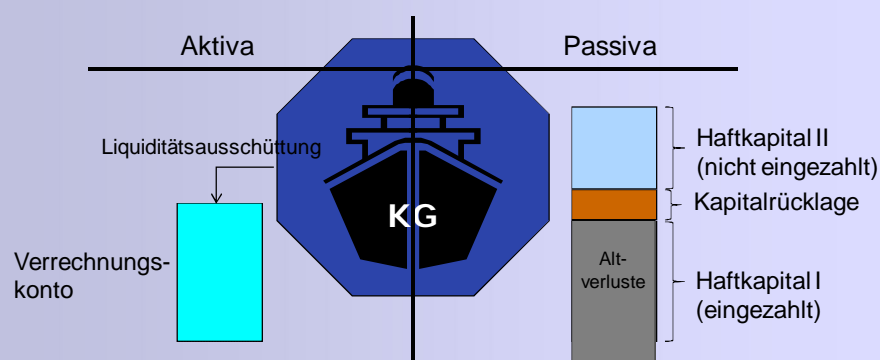 Aktiva
Passiva
Liquiditätsausschüttung
Haftkapital II
(nicht eingezahlt)
Kapitalrücklage
KG
Verrechnungs-
konto
Alt-
verluste
Haftkapital I
(eingezahlt)